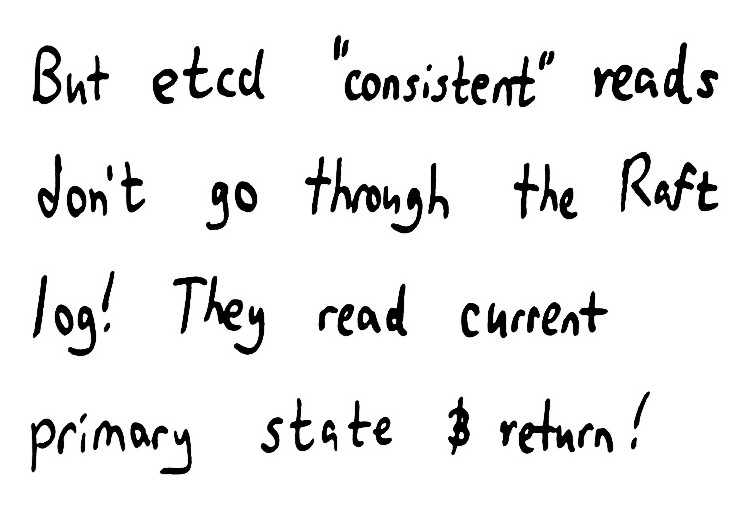 But etcd "consistent" reads
don't go through the Raft
log! They read current
primary state & return!